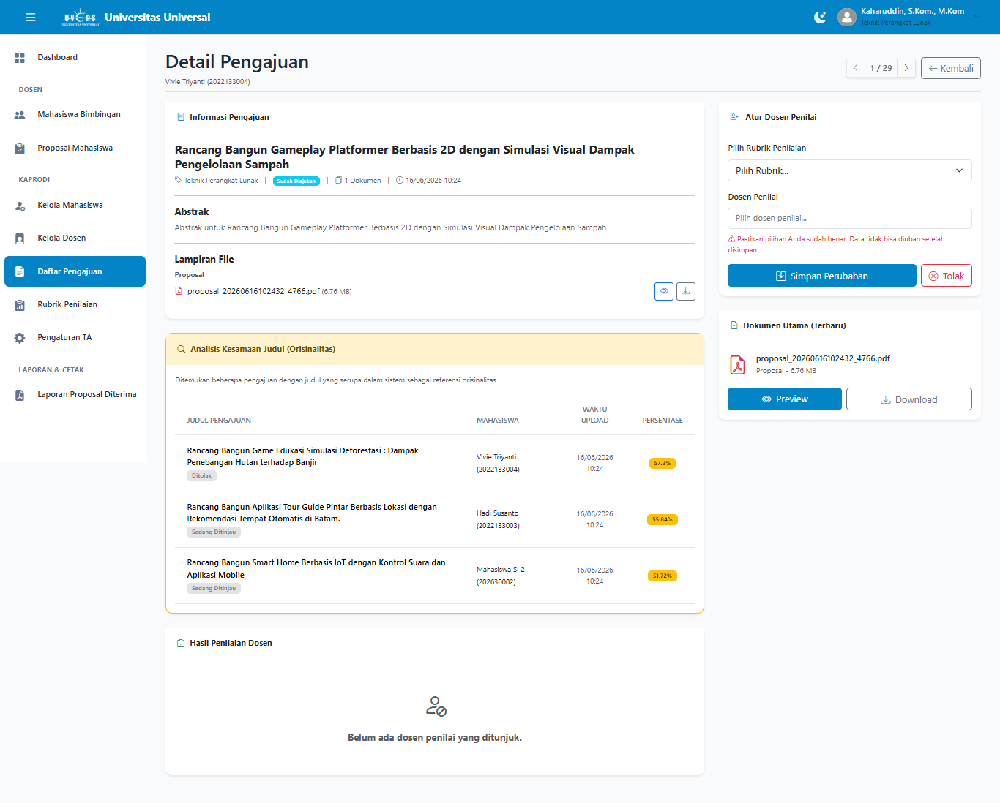 UVERS
UNIVERSITAS UNIVERSAL
Universitas Universal
Kaharuddin, S.Kom., M.Kom
Teknik Perangkat Lunak
Dashboard
DOSEN
Mahasiswa Bimbingan
Proposal Mahasiswa
KAPRODI
Kelola Mahasiswa
Kelola Dosen
Daftar Pengajuan
Rubrik Penilaian
Pengaturan TA
LAPORAN & CETAK
Laporan Proposal Diterima
Detail Pengajuan
Vivie Triyanti (2022133004)
1 / 29
Kembali
Informasi Pengajuan
Rancang Bangun Gameplay Platformer Berbasis 2D dengan Simulasi Visual Dampak
Pengelolaan Sampah
Teknik Perangkat Lunak | Sudah Diajukan | 1 Dokumen | 16/06/2026 10:24
Abstrak
Abstrak untuk Rancang Bangun Gameplay Platformer Berbasis 2D dengan Simulasi Visual Dampak Pengelolaan Sampah
Lampiran File
Proposal
proposal_20260616102432_4766.pdf (6.76 MB)
Analisis Kesamaan Judul (Orisinalitas)
Ditemukan beberapa pengajuan dengan judul yang serupa dalam sistem sebagai referensi orisinalitas.
JUDUL PENGAJUAN
MAHASISWA
WAKTU
UPLOAD
PERSENTASE
Rancang Bangun Game Edukasi Simulasi Deforestasi : Dampak
Penebangan Hutan terhadap Banjir
Ditolak
Vivie Triyanti
(2022133004)
16/06/2026
10:24
57.3%
Rancang Bangun Aplikasi Tour Guide Pintar Berbasis Lokasi dengan
Rekomendasi Tempat Otomatis di Batam.
Sedang Ditinjau
Hadi Susanto
(2022133003)
16/06/2026
10:24
55.84%
Rancang Bangun Smart Home Berbasis IoT dengan Kontrol Suara dan
Aplikasi Mobile
Sedang Ditinjau
Mahasiswa SI 2
(202630002)
16/06/2026
10:24
51.72%
Hasil Penilaian Dosen
Belum ada dosen penilai yang ditunjuk.
Atur Dosen Penilai
Pilih Rubrik Penilaian
Pilih Rubrik...
Dosen Penilai
Pilih dosen penilai...
Pastikan pilihan Anda sudah benar. Data tidak bisa diubah setelah
disimpan.
Simpan Perubahan
Tolak
Dokumen Utama (Terbaru)
proposal_20260616102432_4766.pdf
Proposal - 6.76 MB
Preview
Download